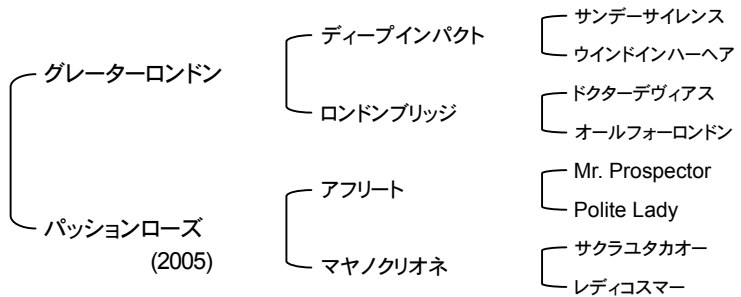 グレーターロンドン
ディープインパクト
サンデーサイレンス
ウインドインハーヘア
ロンドンブリッジ
ドクターデヴィアス
オールフォーロンドン
パッションローズ
(2005)
アフリート
Mr. Prospector
Polite Lady
マヤノクリオネ
サクラユタカオー
レディコスマー